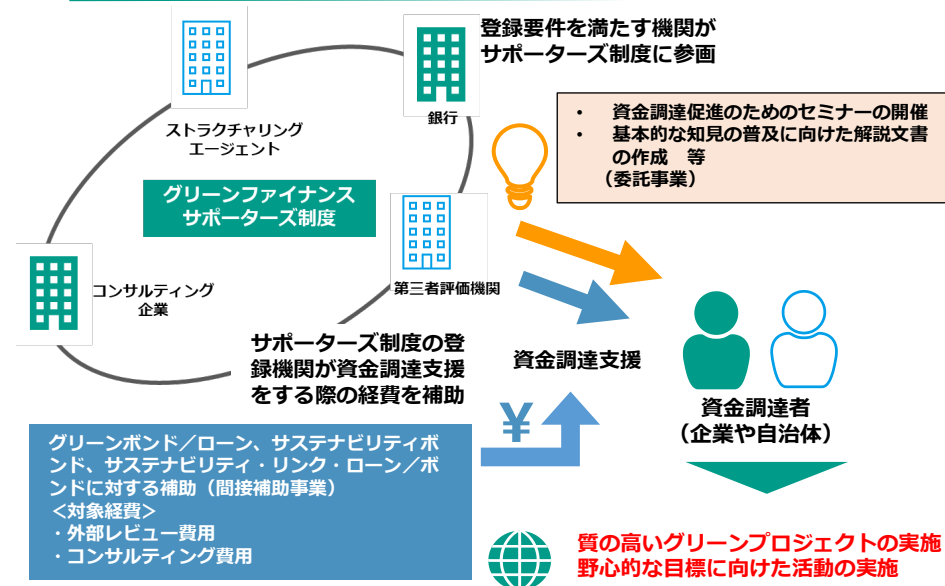 登録要件を満たす機関が
サポーターズ制度に参画
ストラクチャリング
エージェント
銀行
・　資金調達促進のためのセミナーの開催
・　基本的な知見の普及に向けた解説文書
の作成　等
（委託事業）
グリーンファイナンス
サポーターズ制度
コンサルティング
企業
第三者評価機関
サポーターズ制度の登
録機関が資金調達支援
をする際の経費を補助
資金調達支援
¥
資金調達者
（企業や自治体）
グリーンボンド／ローン、サステナビリティボ
ンド、サステナビリティ・リンク・ローン／ボ
ンドに対する補助（間接補助事業）
＜対象経費＞
・外部レビュー費用
・コンサルティング費用
質の高いグリーンプロジェクトの実施
野心的な目標に向けた活動の実施